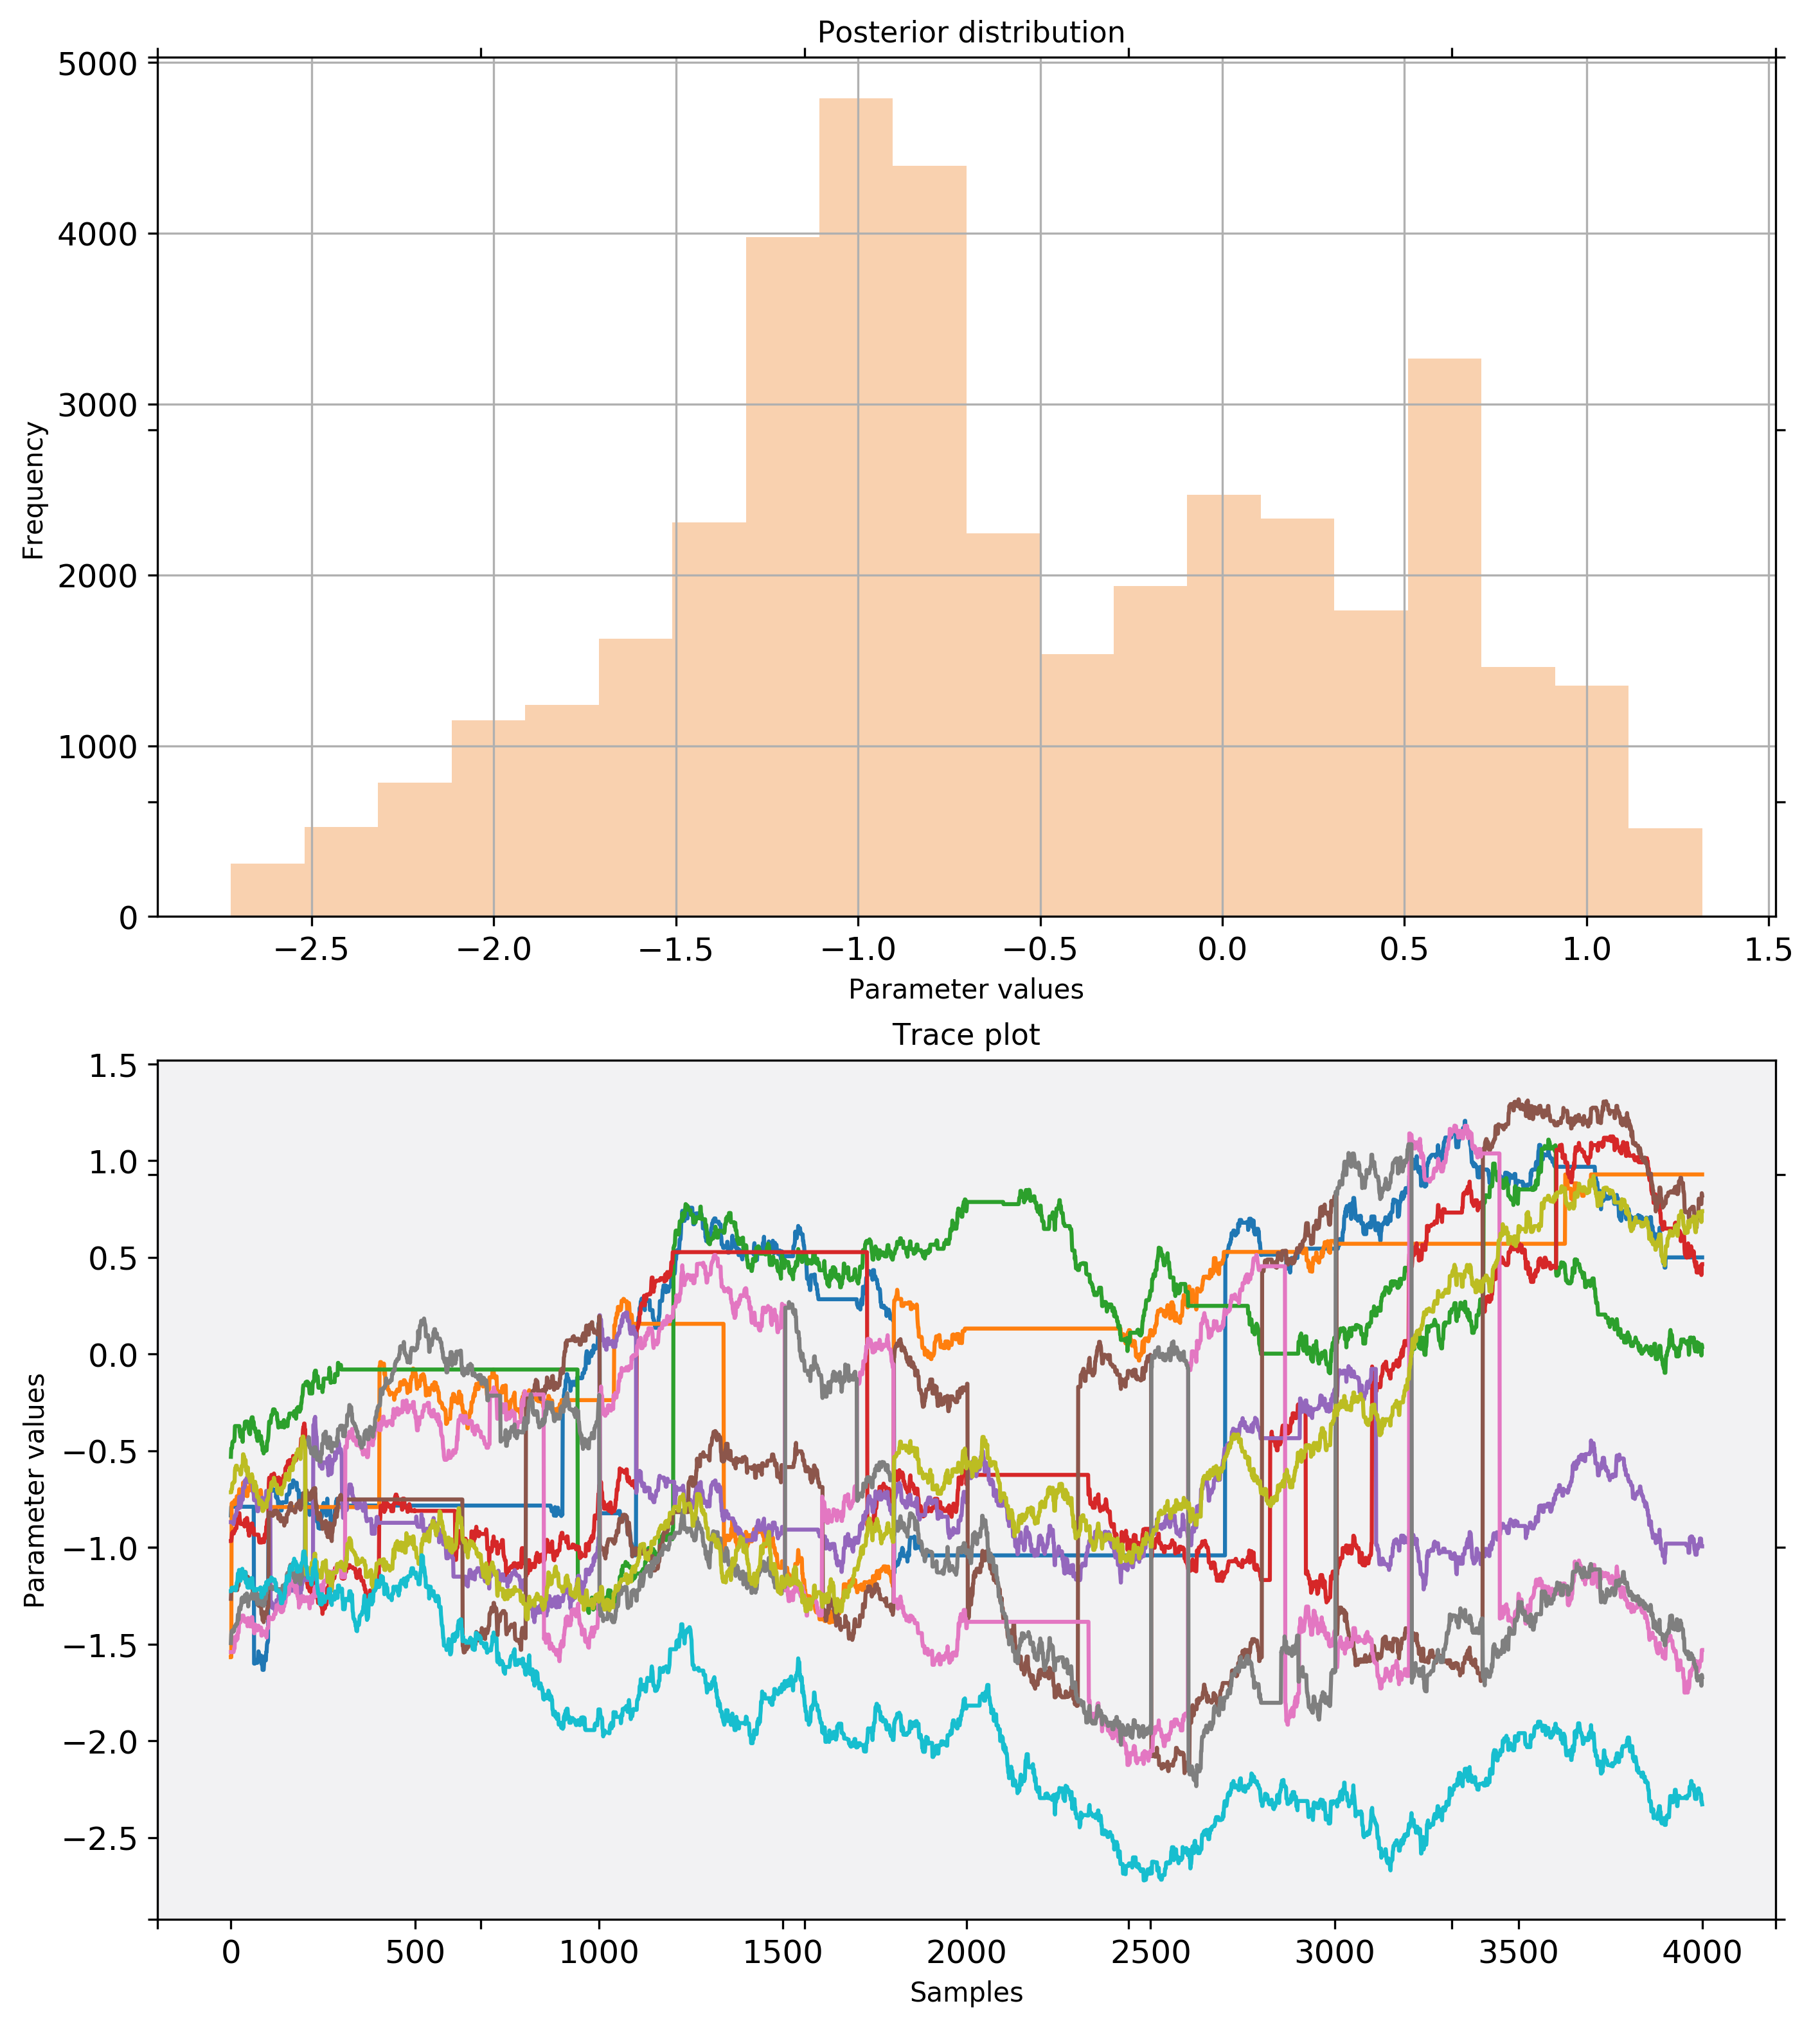 Posterior distribution
5000
4000
3000
2000
1000
0
Frequency
−2.5 −2.0 −1.5 −1.0 −0.5 0.0 0.5 1.0 1.5
Parameter values
Trace plot
1.5
1.0
0.5
0.0
−0.5
−1.0
−1.5
−2.0
−2.5
Parameter values
0 500 1000 1500 2000 2500 3000 3500 4000
Samples